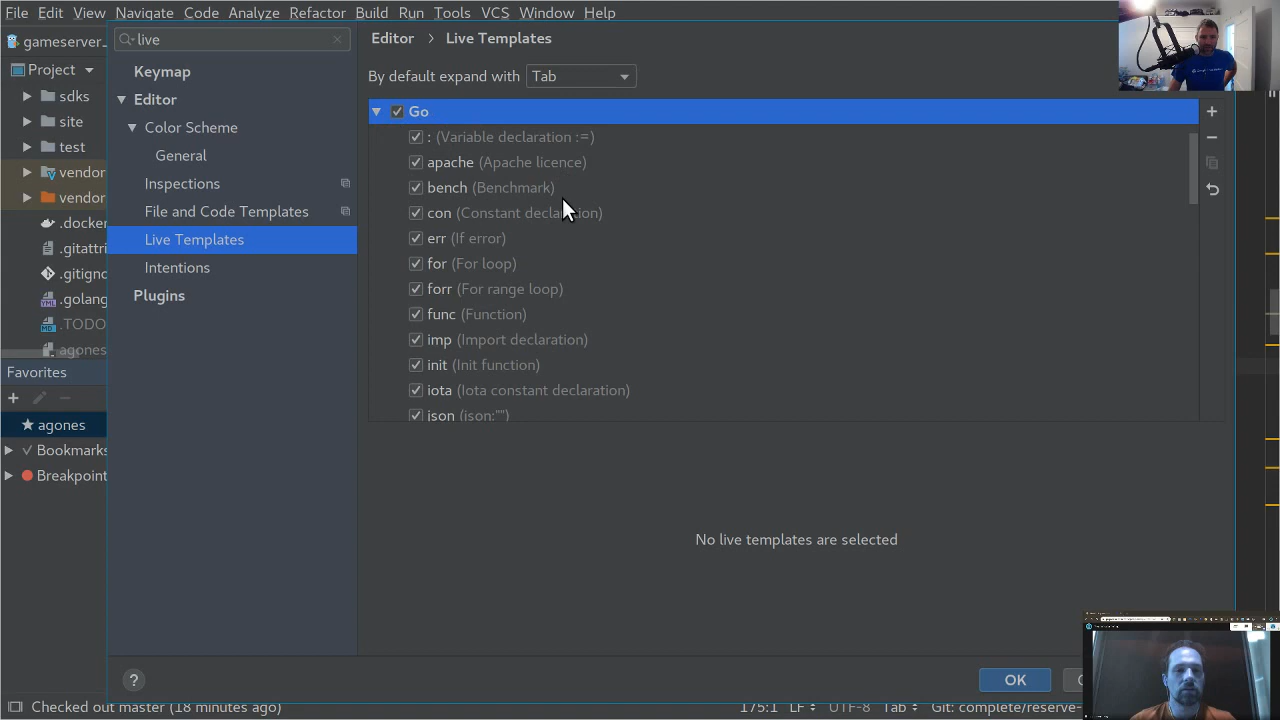 File Edit View Navigate Code Analyze Refactor Build Run Tools VCS Window Help
gameserver_
Project
sdks
site
test
vendor
vendor
.docker
.gitattri
.gitigno
.golang
.TODO
agones
Favorites
agones
Bookmarks
Breakpoint
live
Keymap
Editor
Color Scheme
General
Inspections
File and Code Templates
Live Templates
Intentions
Plugins
Editor > Live Templates
By default expand with Tab
Go
: (Variable declaration :=)
apache (Apache licence)
bench (Benchmark)
con (Constant declaration)
err (If error)
for (For loop)
forr (For range loop)
func (Function)
imp (Import declaration)
init (Init function)
iota (Iota constant declaration)
json (json:"")
No live templates are selected
? OK
Checked out master (18 minutes ago) 175:1 LF UTF-8 Tab Git: complete/reserve-